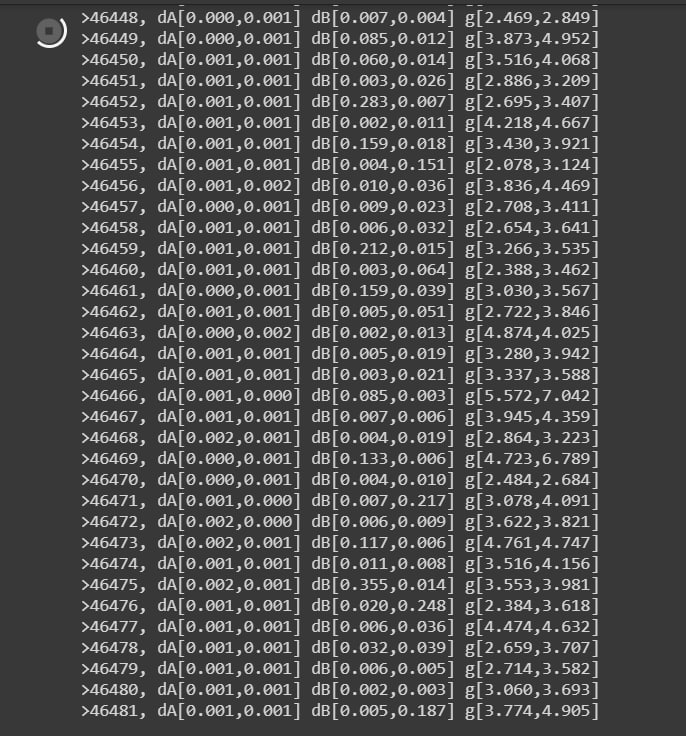 >46448, dA[0.000,0.001] dB[0.007,0.004] g[2.469,2.849]
>46449, dA[0.000,0.001] dB[0.085,0.012] g[3.873,4.952]
>46450, dA[0.001,0.001] dB[0.060,0.014] g[3.516,4.068]
>46451, dA[0.001,0.001] dB[0.003,0.026] g[2.886,3.209]
>46452, dA[0.001,0.001] dB[0.283,0.007] g[2.695,3.407]
>46453, dA[0.001,0.001] dB[0.002,0.011] g[4.218,4.667]
>46454, dA[0.001,0.001] dB[0.159,0.018] g[3.430,3.921]
>46455, dA[0.001,0.001] dB[0.004,0.151] g[2.078,3.124]
>46456, dA[0.001,0.002] dB[0.010,0.036] g[3.836,4.469]
>46457, dA[0.000,0.001] dB[0.009,0.023] g[2.708,3.411]
>46458, dA[0.001,0.001] dB[0.006,0.032] g[2.654,3.641]
>46459, dA[0.001,0.001] dB[0.212,0.015] g[3.266,3.535]
>46460, dA[0.001,0.001] dB[0.003,0.064] g[2.388,3.462]
>46461, dA[0.000,0.001] dB[0.159,0.039] g[3.030,3.567]
>46462, dA[0.001,0.001] dB[0.005,0.051] g[2.722,3.846]
>46463, dA[0.000,0.002] dB[0.002,0.013] g[4.874,4.025]
>46464, dA[0.001,0.001] dB[0.005,0.019] g[3.280,3.942]
>46465, dA[0.001,0.001] dB[0.003,0.021] g[3.337,3.588]
>46466, dA[0.001,0.000] dB[0.085,0.003] g[5.572,7.042]
>46467, dA[0.001,0.001] dB[0.007,0.006] g[3.945,4.359]
>46468, dA[0.002,0.001] dB[0.004,0.019] g[2.864,3.223]
>46469, dA[0.000,0.001] dB[0.133,0.006] g[4.723,6.789]
>46470, dA[0.000,0.001] dB[0.004,0.010] g[2.484,2.684]
>46471, dA[0.001,0.000] dB[0.007,0.217] g[3.078,4.091]
>46472, dA[0.002,0.000] dB[0.006,0.009] g[3.622,3.821]
>46473, dA[0.002,0.001] dB[0.117,0.006] g[4.761,4.747]
>46474, dA[0.001,0.001] dB[0.011,0.008] g[3.516,4.156]
>46475, dA[0.002,0.001] dB[0.355,0.014] g[3.553,3.981]
>46476, dA[0.001,0.001] dB[0.020,0.248] g[2.384,3.618]
>46477, dA[0.001,0.001] dB[0.006,0.036] g[4.474,4.632]
>46478, dA[0.001,0.001] dB[0.032,0.039] g[2.659,3.707]
>46479, dA[0.001,0.001] dB[0.006,0.005] g[2.714,3.582]
>46480, dA[0.001,0.001] dB[0.002,0.003] g[3.060,3.693]
>46481, dA[0.001,0.001] dB[0.005,0.187] g[3.774,4.905]